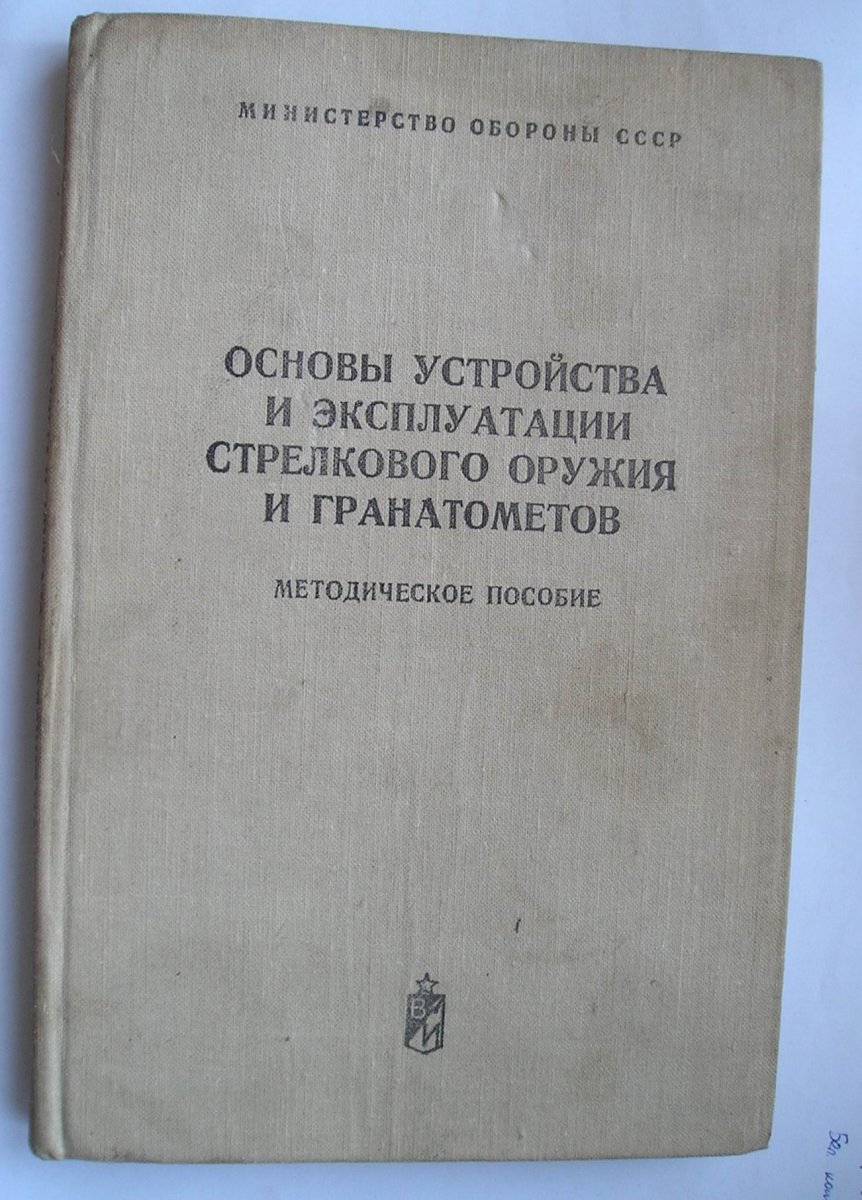 МИНИСТЕРСТВО ОБОРОНЫ СССР
ОСНОВЫ УСТРОЙСТВА
И ЭКСПЛУАТАЦИИ
СТРЕЛКОВОГО ОРУЖИЯ
И ГРАНАТОМЕТОВ
МЕТОДИЧЕСКОЕ ПОСОБИЕ
В
И